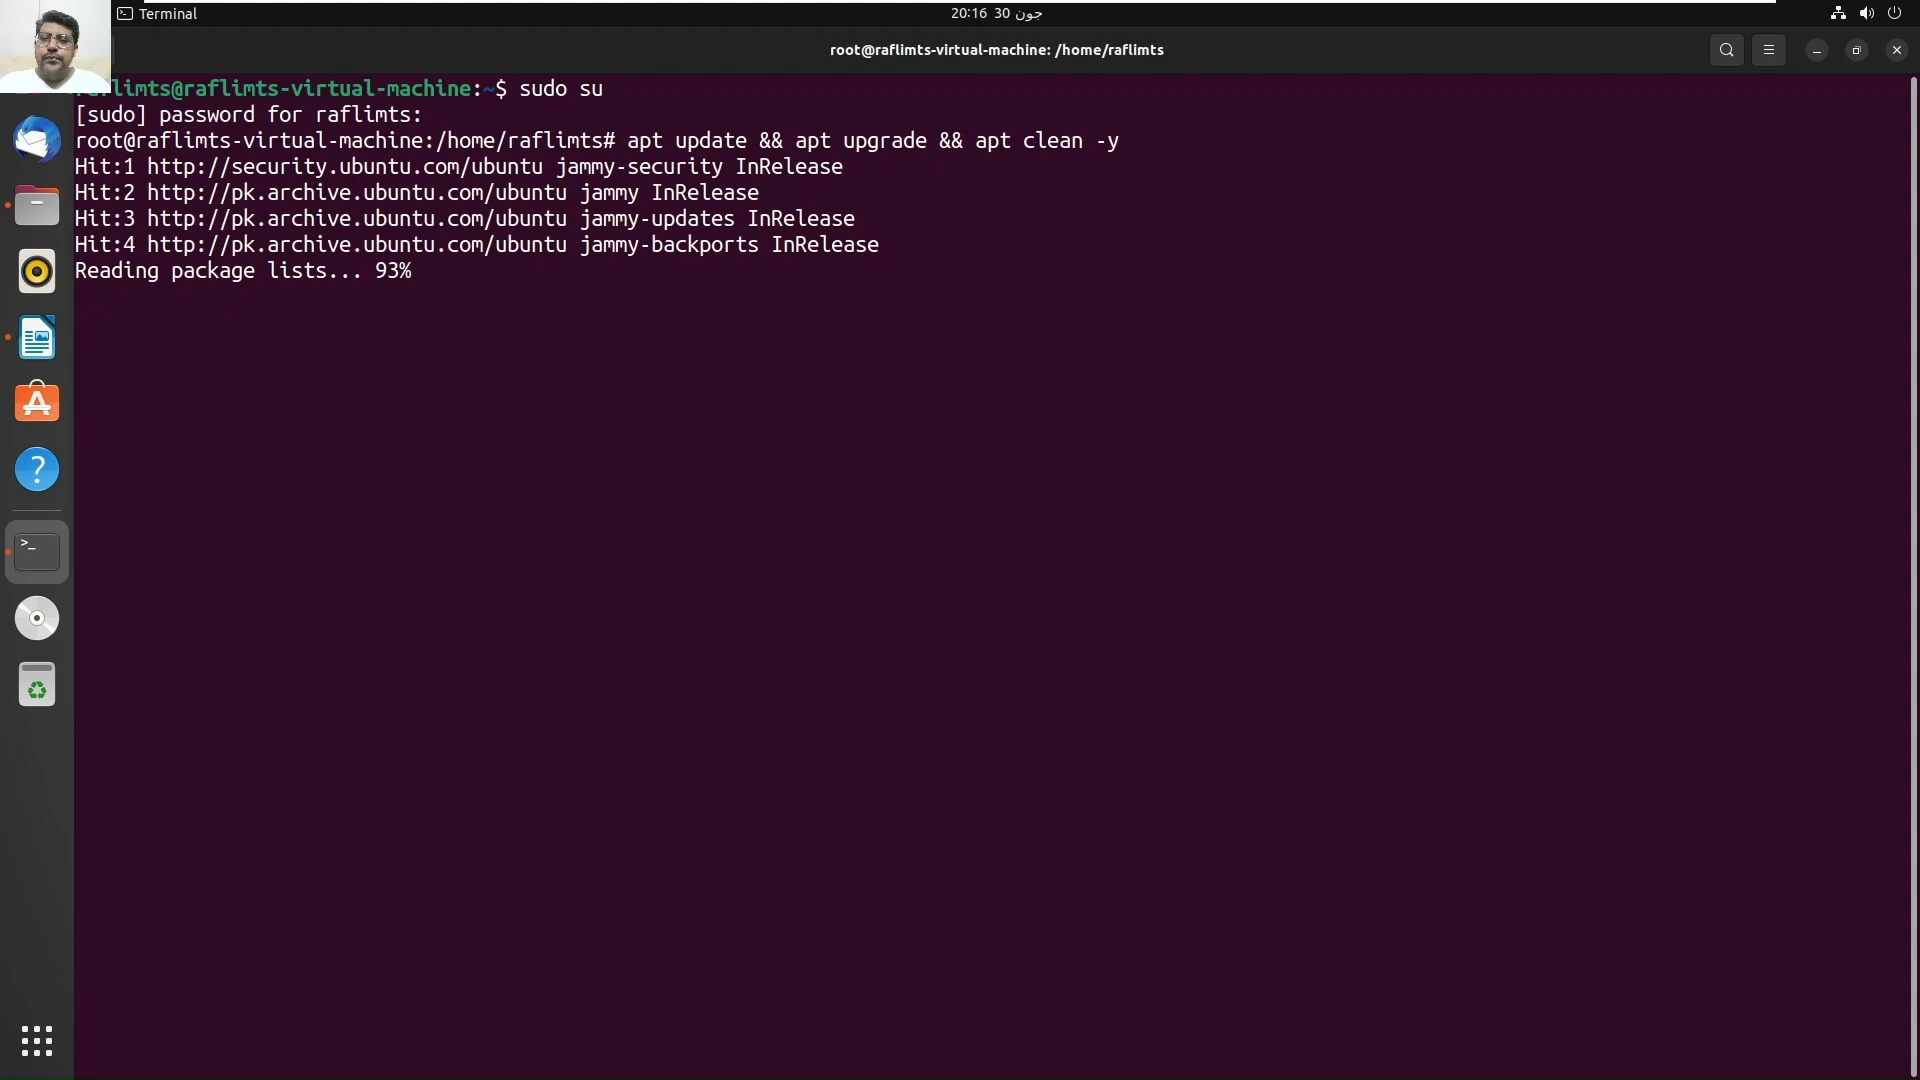 Terminal
20:16 30 جون
root@raflimts-virtual-machine: /home/raflimts
flimts@raflimts-virtual-machine:~$ sudo su
[sudo] password for raflimts:
root@raflimts-virtual-machine:/home/raflimts# apt update && apt upgrade && apt clean -y
Hit:1 http://security.ubuntu.com/ubuntu jammy-security InRelease
Hit:2 http://pk.archive.ubuntu.com/ubuntu jammy InRelease
Hit:3 http://pk.archive.ubuntu.com/ubuntu jammy-updates InRelease
Hit:4 http://pk.archive.ubuntu.com/ubuntu jammy-backports InRelease
Reading package lists... 93%